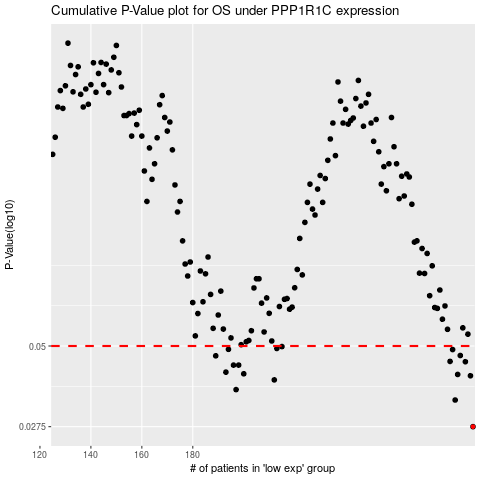 Cumulative P-Value plot for OS under PPP1R1C expression
P-Value(log10)
0.05
0.0275
120 140 160 180
# of patients in 'low exp' group